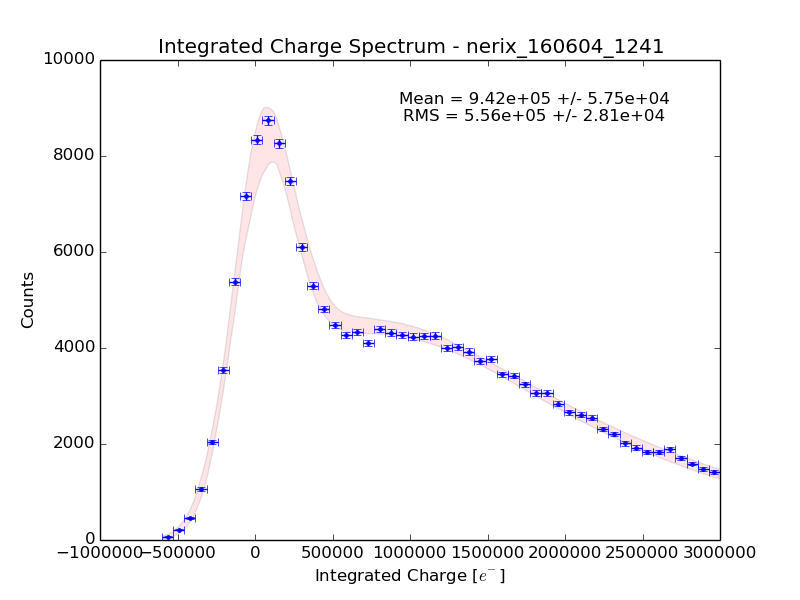 Integrated Charge Spectrum - nerix_160604_1241
Mean = 9.42e+05 +/- 5.75e+04
RMS = 5.56e+05 +/- 2.81e+04
10000
8000
6000
4000
2000
0
Counts
−1000000 −500000 0 500000 1000000 1500000 2000000 2500000 3000000
Integrated Charge [e⁻]